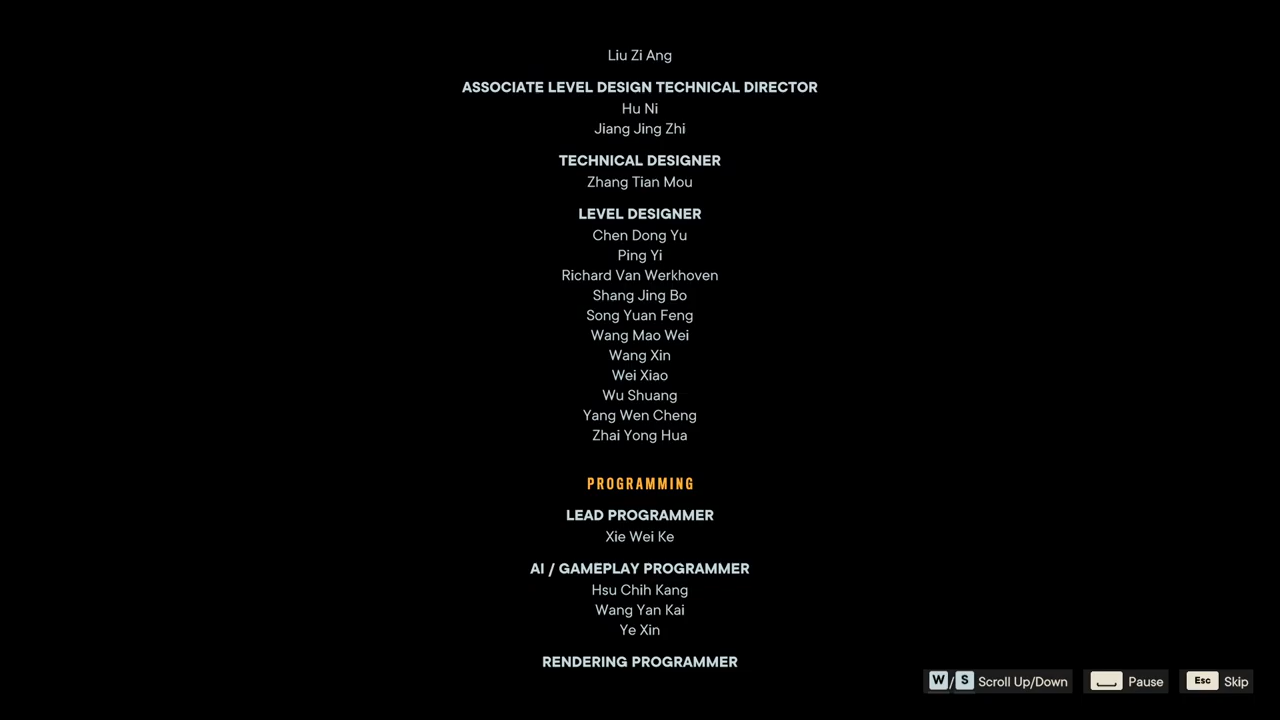 Liu Zi Ang
ASSOCIATE LEVEL DESIGN TECHNICAL DIRECTOR
Hu Ni
Jiang Jing Zhi
TECHNICAL DESIGNER
Zhang Tian Mou
LEVEL DESIGNER
Chen Dong Yu
Ping Yi
Richard Van Werkhoven
Shang Jing Bo
Song Yuan Feng
Wang Mao Wei
Wang Xin
Wei Xiao
Wu Shuang
Yang Wen Cheng
Zhai Yong Hua
PROGRAMMING
LEAD PROGRAMMER
Xie Wei Ke
AI / GAMEPLAY PROGRAMMER
Hsu Chih Kang
Wang Yan Kai
Ye Xin
RENDERING PROGRAMMER
W/S Scroll Up/Down Pause Esc Skip